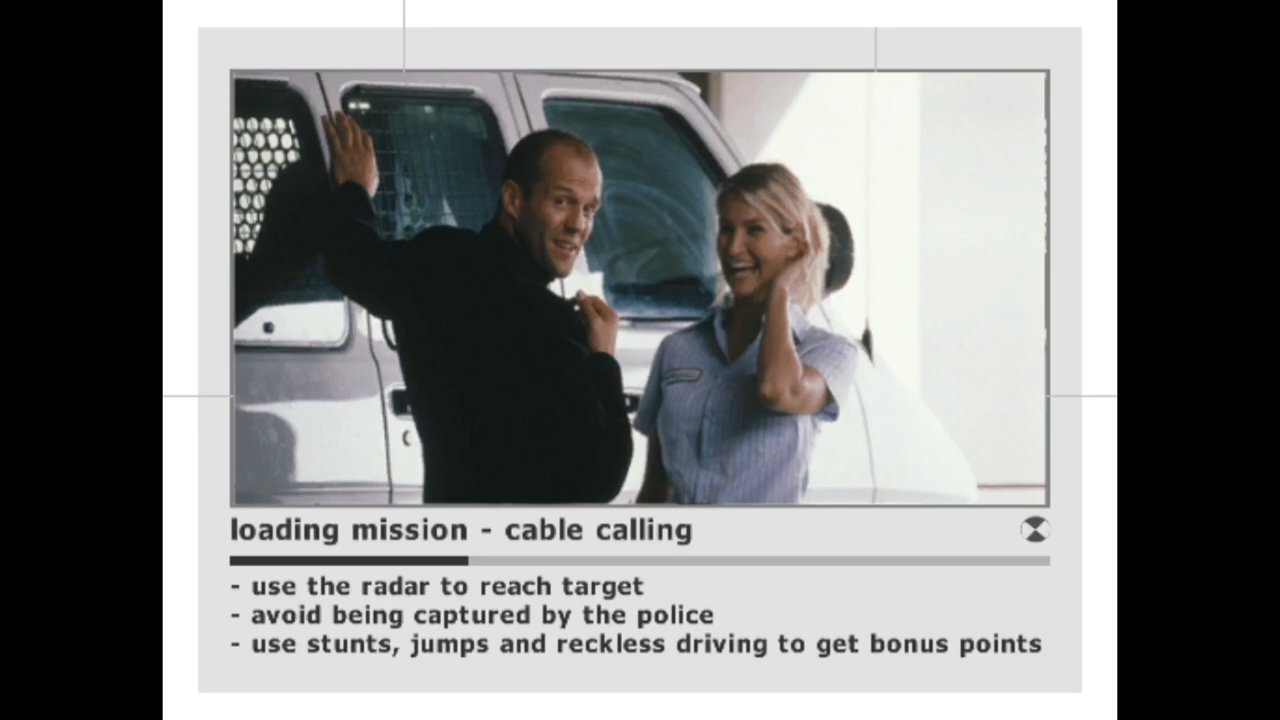 loading mission - cable calling
- use the radar to reach target
- avoid being captured by the police
- use stunts, jumps and reckless driving to get bonus points